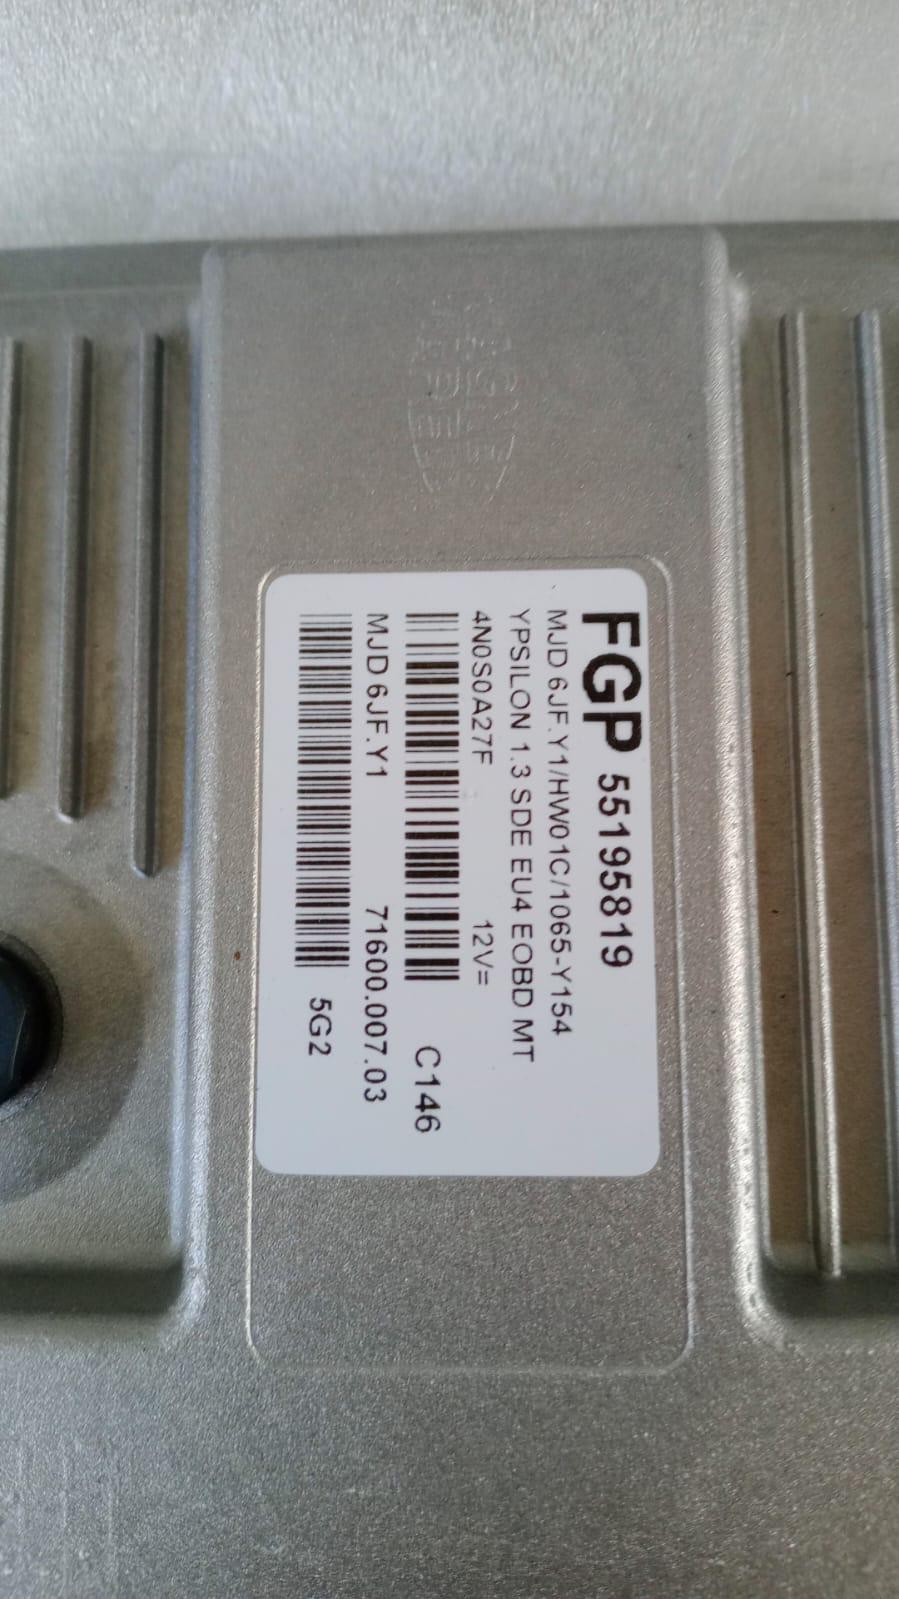 FGP 55195819
MJD 6JF.Y1/HW01C/1065-Y154
YPSILON 1.3 SDE EU4 EOBD MT
4N0S0A27F 12V=
C146
MJD 6JF.Y1 71600.007.03
5G2